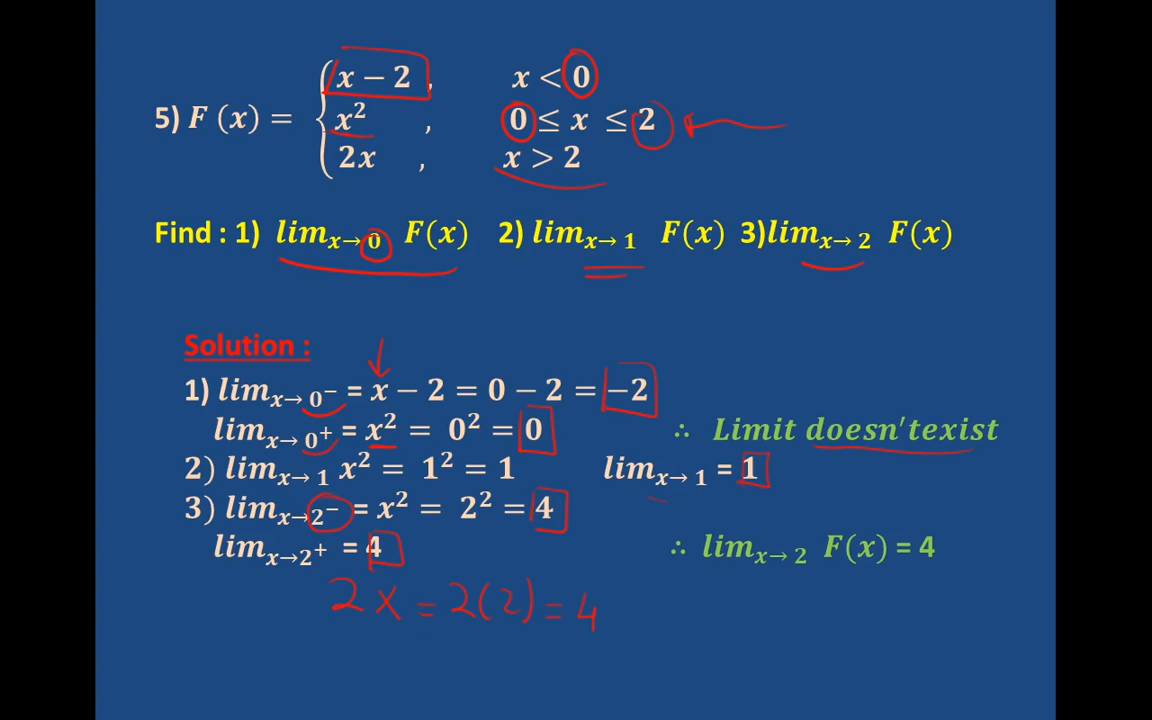 5) F (x) = { x − 2 ,    x < 0
x² ,    0 ≤ x ≤ 2
2x ,    x > 2
Find : 1) lim x→ 0 F(x)   2) lim x→ 1 F(x)   3)lim x→ 2 F(x)
Solution :
1) lim x→ 0⁻ = x − 2 = 0 − 2 = −2
lim x→ 0⁺ = x² = 0² = 0    ∴ Limit doesn'texist
2) lim x→ 1 x² = 1² = 1    lim x→ 1 = 1
3) lim x→2⁻ = x² = 2² = 4
lim x→2⁺ = 4    ∴ lim x→ 2 F(x) = 4
2x = 2(2) = 4